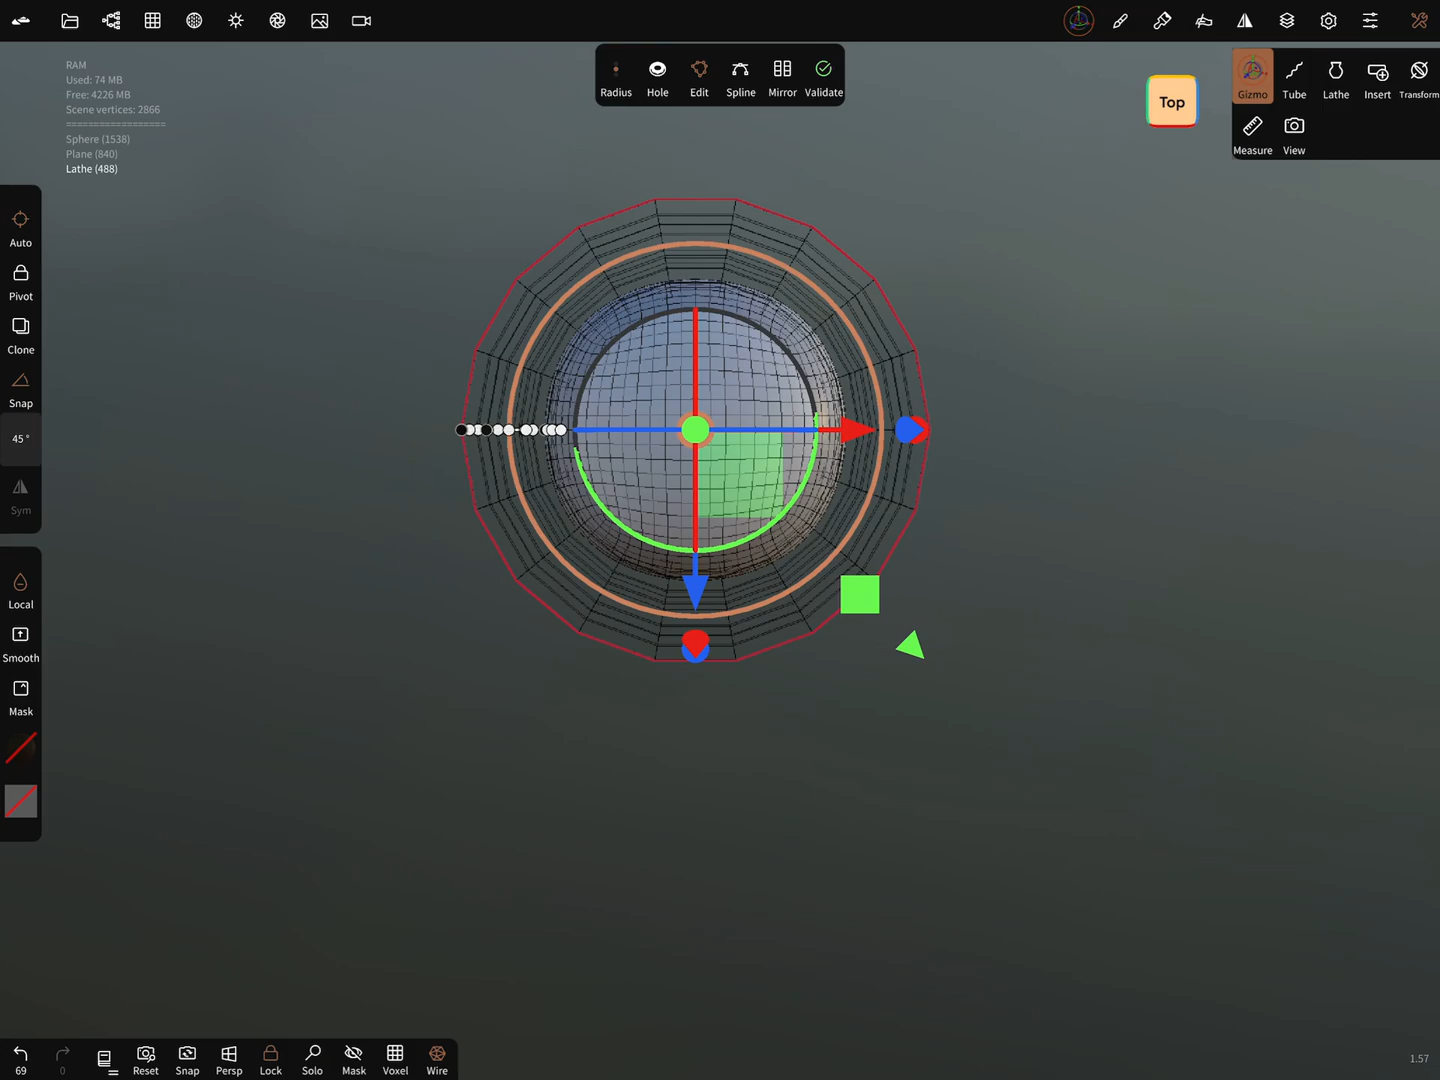 RAM
Used: 74 MB
Free: 4226 MB
Scene vertices: 2866
==================
Sphere (1538)
Plane (840)
Lathe (488)
Radius
Hole
Edit
Spline
Mirror
Validate
Top
Gizmo
Tube
Lathe
Insert
Transform
Measure
View
Auto
Pivot
Clone
Snap
45 °
Sym
Local
Smooth
Mask
69
0
Reset
Snap
Persp
Lock
Solo
Mask
Voxel
Wire
1.57